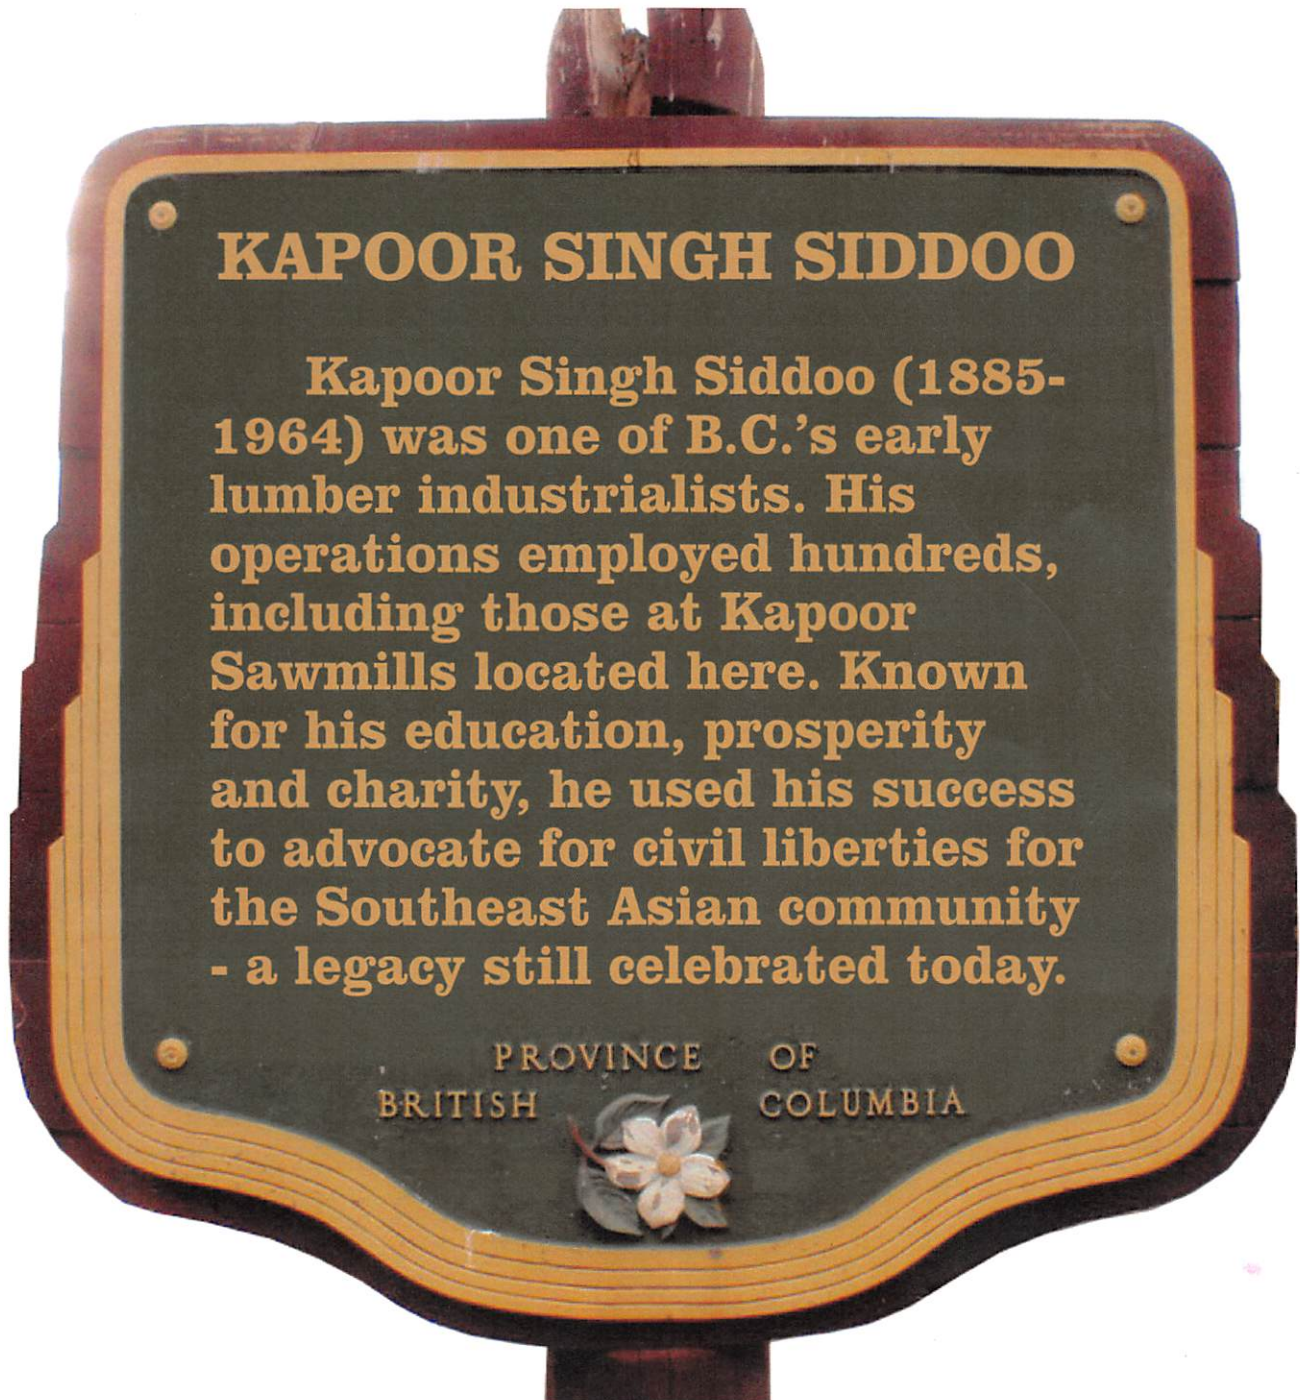 KAPOOR SINGH SIDDOO
Kapoor Singh Siddoo (1885-
1964) was one of B.C.'s early
lumber industrialists. His
operations employed hundreds,
including those at Kapoor
Sawmills located here. Known
for his education, prosperity
and charity, he used his success
to advocate for civil liberties for
the Southeast Asian community
- a legacy still celebrated today.
PROVINCE OF
BRITISH COLUMBIA